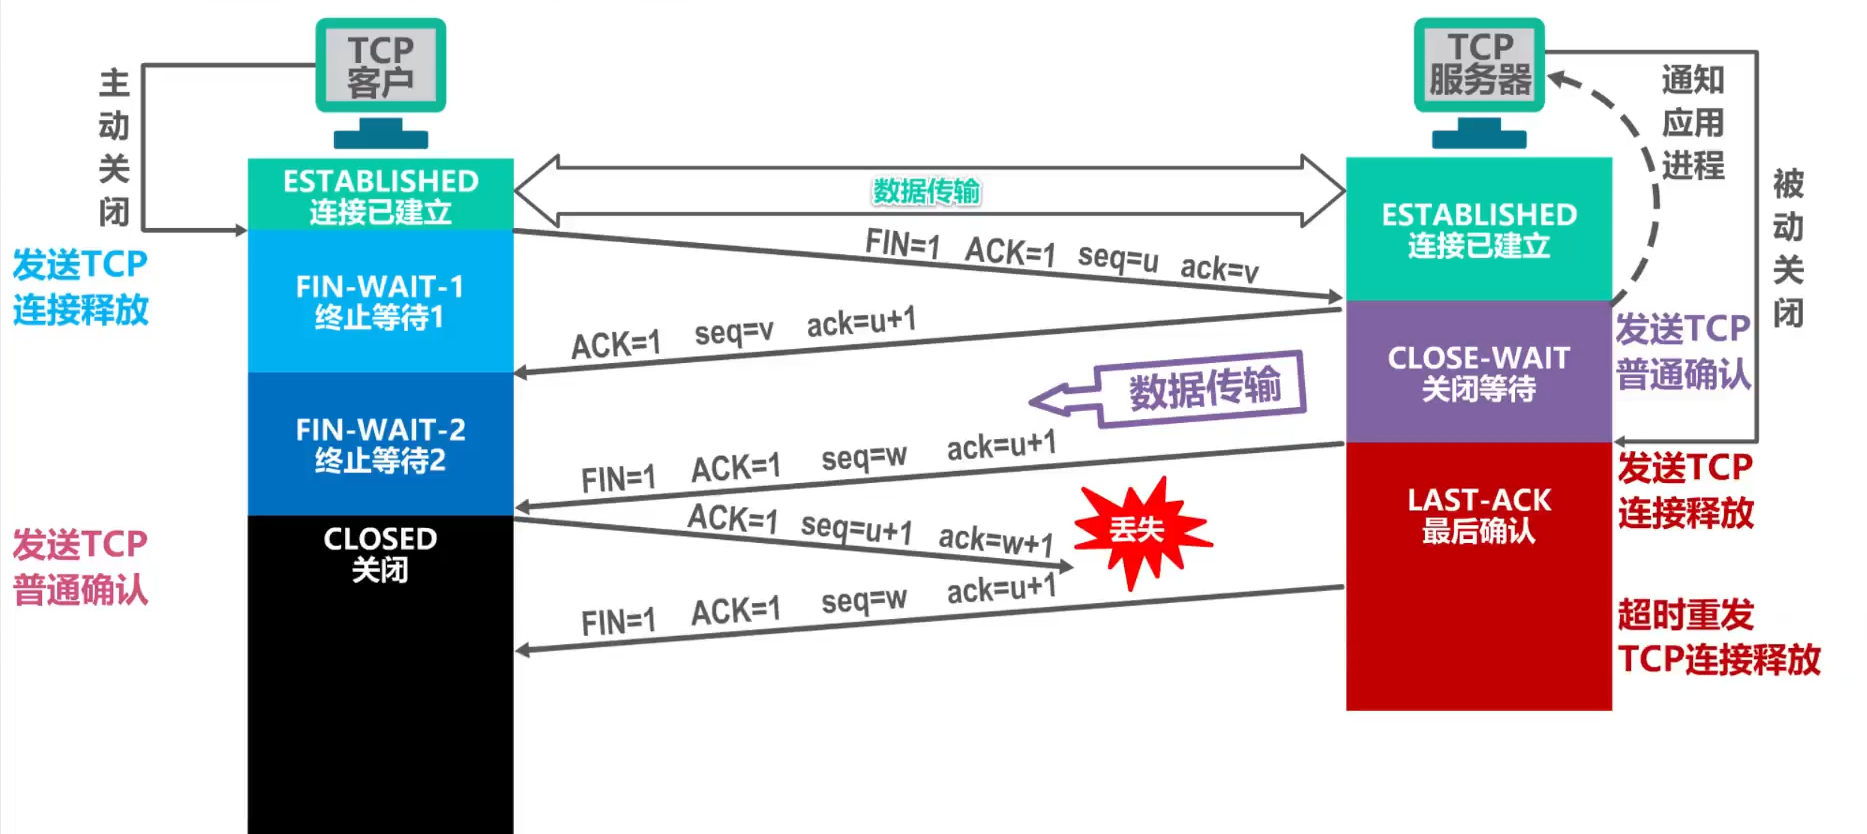 TCP
客户
TCP
服务器
主动关闭
通知
应用
进程
被动关闭
ESTABLISHED
连接已建立
数据传输
ESTABLISHED
连接已建立
FIN=1 ACK=1 seq=u ack=v
发送TCP
连接释放
FIN-WAIT-1
终止等待1
ACK=1 seq=v ack=u+1
发送TCP
普通确认
CLOSE-WAIT
关闭等待
数据传输
FIN-WAIT-2
终止等待2
FIN=1 ACK=1 seq=w ack=u+1
发送TCP
连接释放
LAST-ACK
最后确认
ACK=1 seq=u+1 ack=w+1
丢失
发送TCP
普通确认
CLOSED
关闭
FIN=1 ACK=1 seq=w ack=u+1
超时重发
TCP连接释放